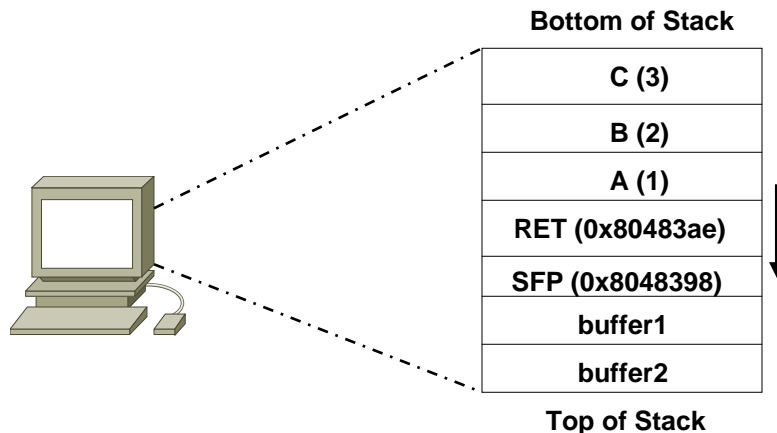 Bottom of Stack
C (3)
B (2)
A (1)
RET (0x80483ae)
SFP (0x8048398)
buffer1
buffer2
Top of Stack